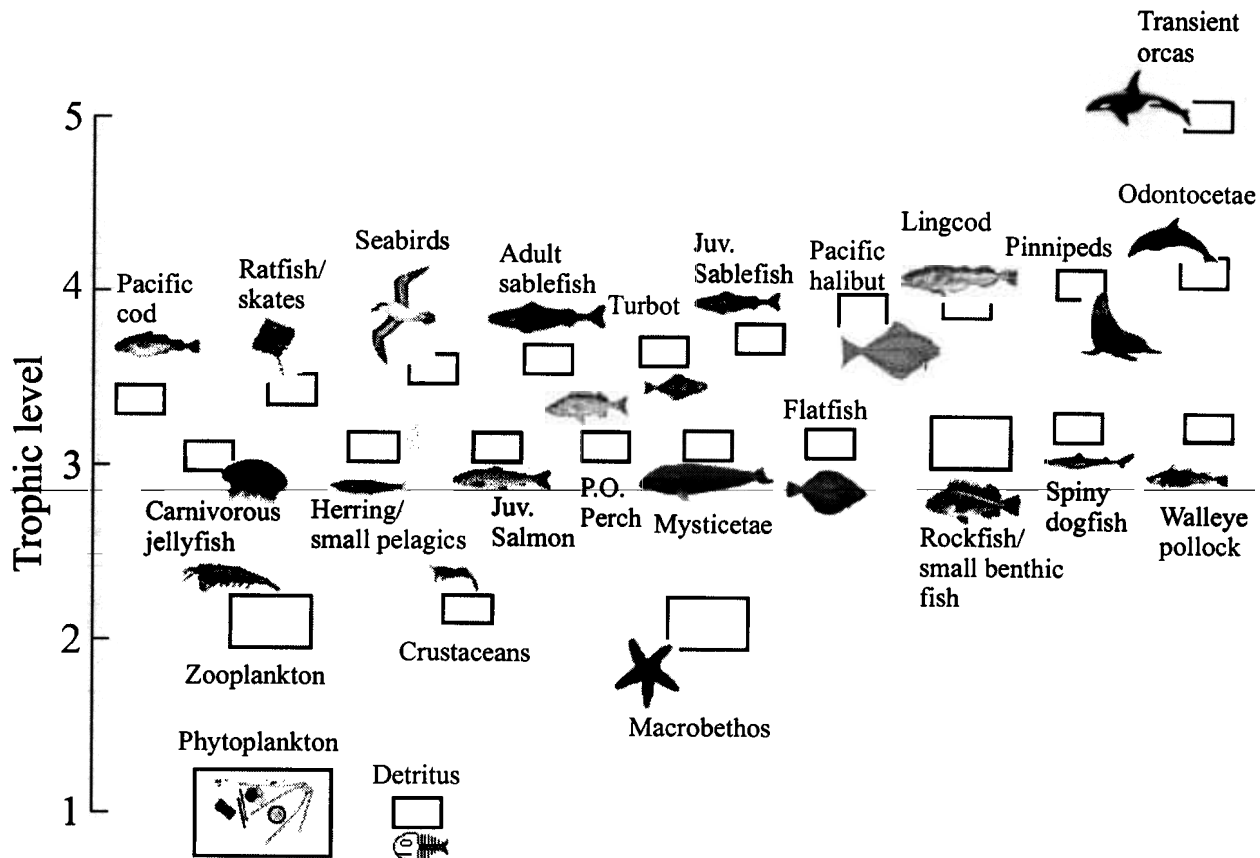 Transient
orcas
5
Odontocetae
Lingcod
Seabirds
Adult
sablefish
Juv.
Sablefish
Pacific
halibut
Pinnipeds
Ratfish/
skates
4
Pacific
cod
Turbot
Flatfish
3
Trophic level
Carnivorous
jellyfish
Herring/
small pelagics
Juv.
Salmon
P.O.
Perch
Mysticetae
Rockfish/
small benthic
fish
Spiny
dogfish
Walleye
pollock
2
Zooplankton
Crustaceans
Macrobethos
Phytoplankton
Detritus
1